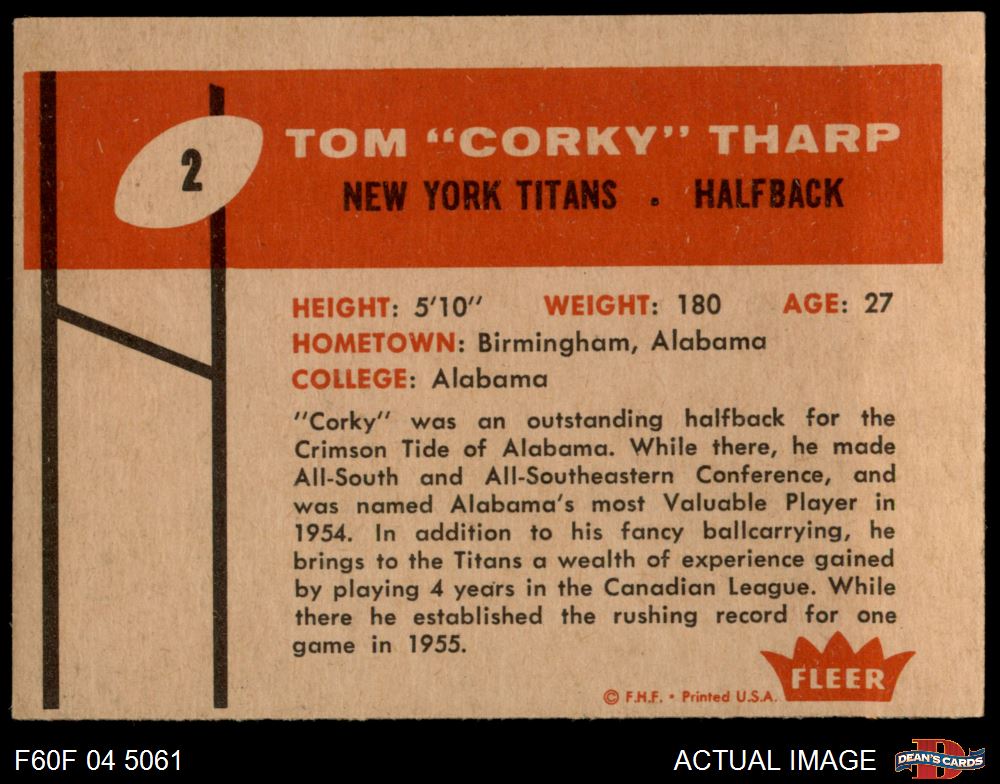 2
TOM "CORKY" THARP
NEW YORK TITANS . HALFBACK
HEIGHT: 5'10" WEIGHT: 180 AGE: 27
HOMETOWN: Birmingham, Alabama
COLLEGE: Alabama
"Corky" was an outstanding halfback for the
Crimson Tide of Alabama. While there, he made
All-South and All-Southeastern Conference, and
was named Alabama's most Valuable Player in
1954. In addition to his fancy ballcarrying, he
brings to the Titans a wealth of experience gained
by playing 4 years in the Canadian League. While
there he established the rushing record for one
game in 1955.
FLEER
© F.H.F. • Printed U.S.A.
F60F 04 5061
ACTUAL IMAGE
D
DEAN'S CARDS